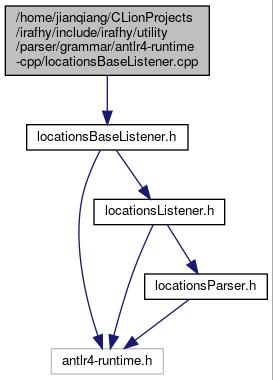 /home/jianqiang/CLionProjects
/irafhy/include/irafhy/utility
/parser/grammar/antlr4-runtime
-cpp/locationsBaseListener.cpp
locationsBaseListener.h
locationsListener.h
locationsParser.h
antlr4-runtime.h